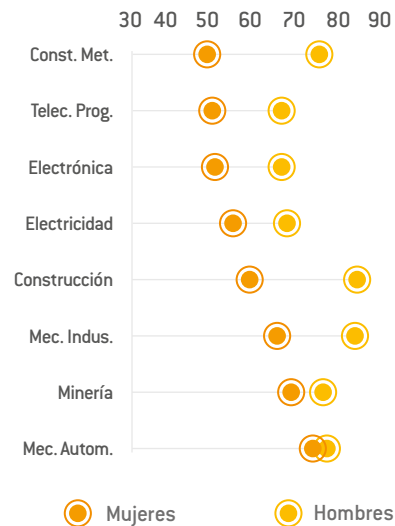 30 40 50 60 70 80 90
Const. Met.
Telec. Prog.
Electrónica
Electricidad
Construcción
Mec. Indus.
Minería
Mec. Autom.
Mujeres Hombres